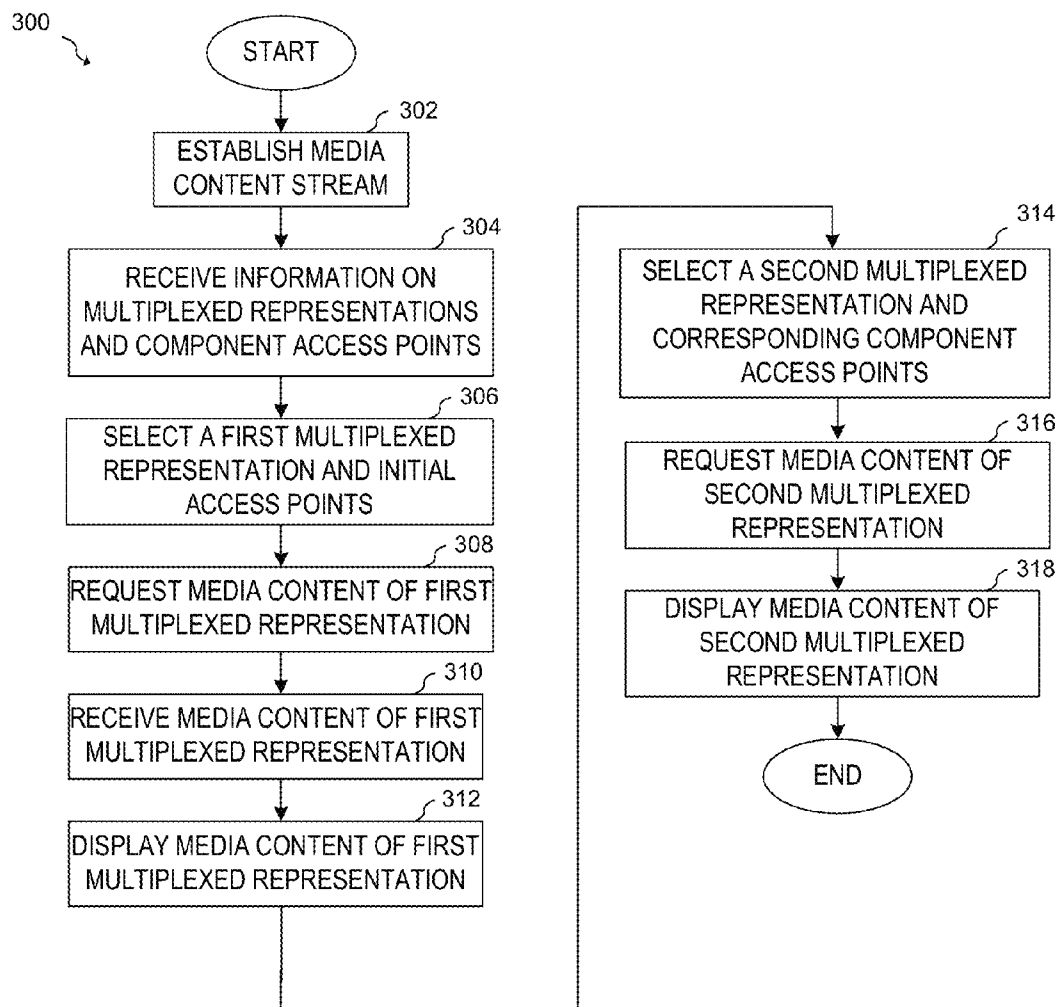 300
START
302
ESTABLISH MEDIA
CONTENT STREAM
304
RECEIVE INFORMATION ON
MULTIPLEXED REPRESENTATIONS
AND COMPONENT ACCESS POINTS
306
SELECT A FIRST MULTIPLEXED
REPRESENTATION AND INITIAL
ACCESS POINTS
308
REQUEST MEDIA CONTENT OF FIRST
MULTIPLEXED REPRESENTATION
310
RECEIVE MEDIA CONTENT OF FIRST
MULTIPLEXED REPRESENTATION
312
DISPLAY MEDIA CONTENT OF FIRST
MULTIPLEXED REPRESENTATION
314
SELECT A SECOND MULTIPLEXED
REPRESENTATION AND
CORRESPONDING COMPONENT
ACCESS POINTS
316
REQUEST MEDIA CONTENT OF
SECOND MULTIPLEXED
REPRESENTATION
318
DISPLAY MEDIA CONTENT OF
SECOND MULTIPLEXED
REPRESENTATION
END